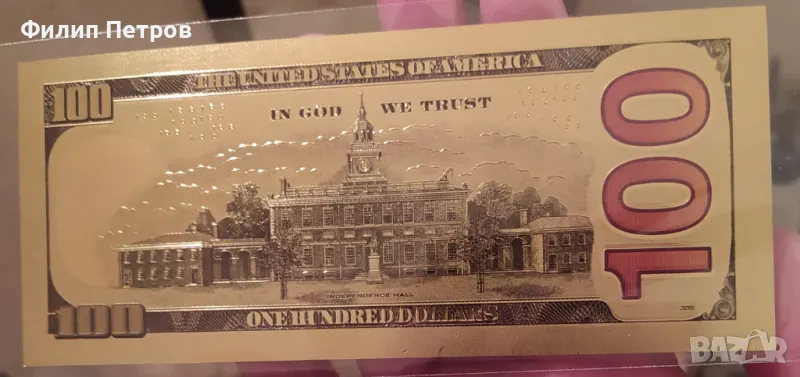 Филип Петров
THE UNITED STATES OF AMERICA
100
IN GOD WE TRUST
100
INDEPENDENCE HALL
100
ONE HUNDRED DOLLARS
BAZAR